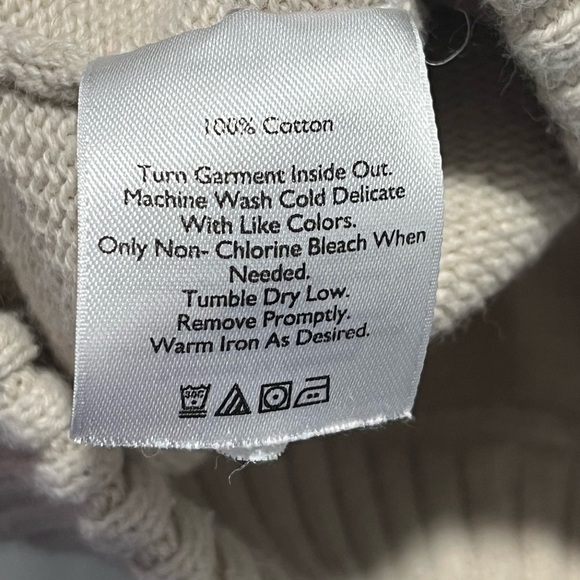 100% Cotton
Turn Garment Inside Out.
Machine Wash Cold Delicate
With Like Colors.
Only Non- Chlorine Bleach When
Needed.
Tumble Dry Low.
Remove Promptly.
Warm Iron As Desired.
30C